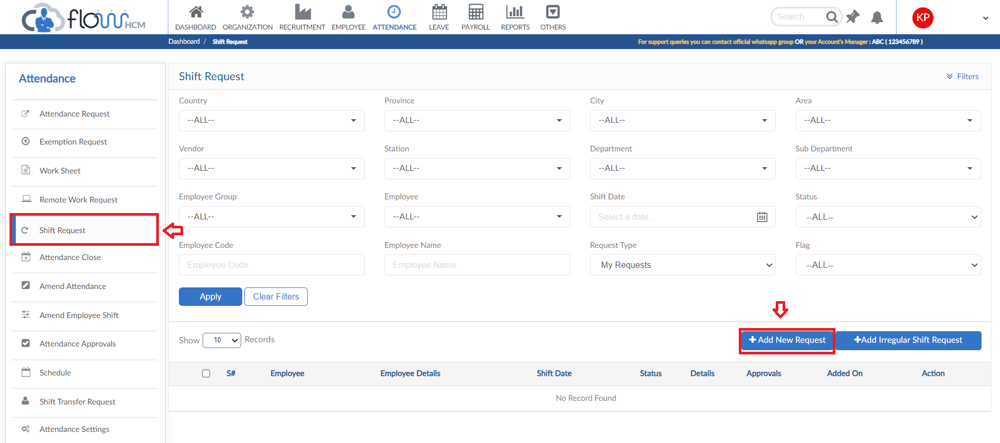 flowHCM
DASHBOARD ORGANIZATION RECRUITMENT EMPLOYEE ATTENDANCE LEAVE PAYROLL REPORTS OTHERS
Search
KP
Dashboard / Shift Request
For support queries you can contact official whatsapp group OR your Account's Manager : ABC ( 123456789 )
Attendance
Attendance Request
Exemption Request
Work Sheet
Remote Work Request
Shift Request
Attendance Close
Amend Attendance
Amend Employee Shift
Attendance Approvals
Schedule
Shift Transfer Request
Attendance Settings
Shift Request
Filters
Country Province City Area
--ALL-- --ALL-- --ALL-- --ALL--
Vendor Station Department Sub Department
--ALL-- --ALL-- --ALL-- --ALL--
Employee Group Employee Shift Date Status
--ALL-- --ALL-- Select a date... --ALL--
Employee Code Employee Name Request Type Flag
Employee Code Employee Name My Requests --ALL--
Apply Clear Filters
Show 10 Records
+ Add New Request +Add Irregular Shift Request
S# Employee Employee Details Shift Date Status Details Approvals Added On Action
No Record Found